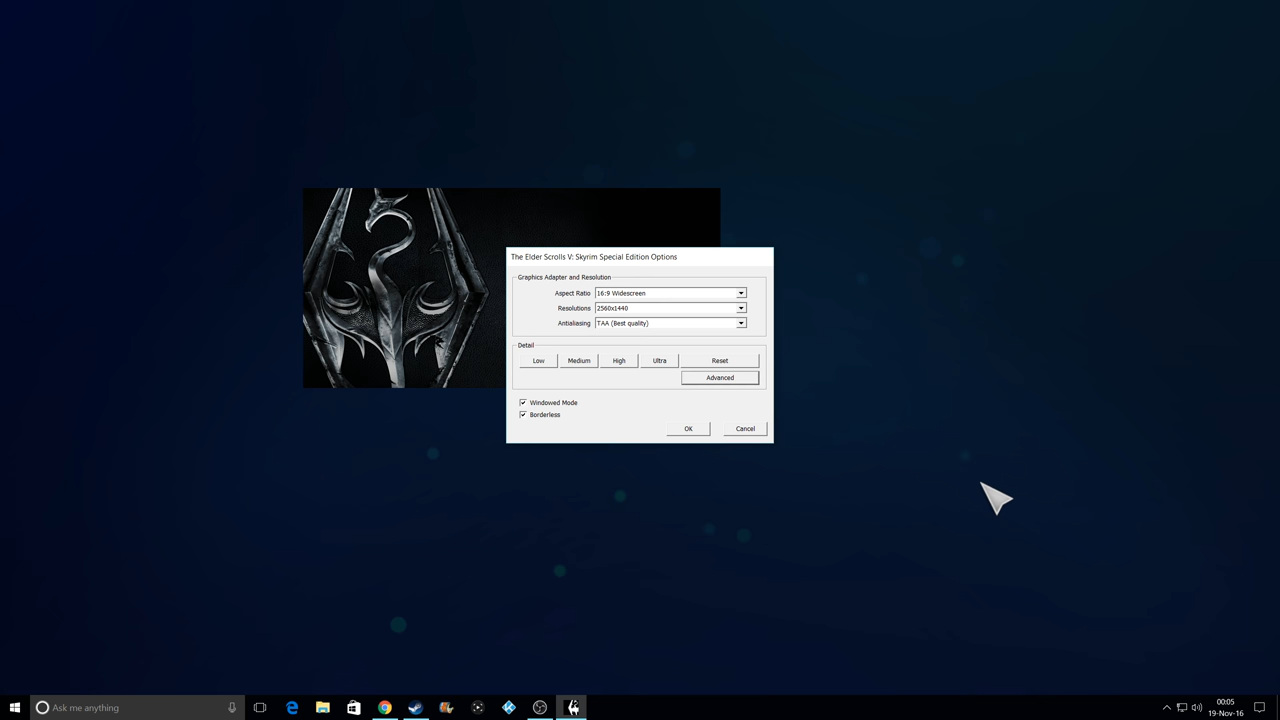 The Elder Scrolls V: Skyrim Special Edition Options
Graphics Adapter and Resolution
Aspect Ratio 16:9 Widescreen
Resolutions 2560x1440
Antialiasing TAA (Best quality)
Detail
Low Medium High Ultra Reset
Advanced
Windowed Mode
Borderless
OK Cancel
Ask me anything
00:05
19-Nov-16